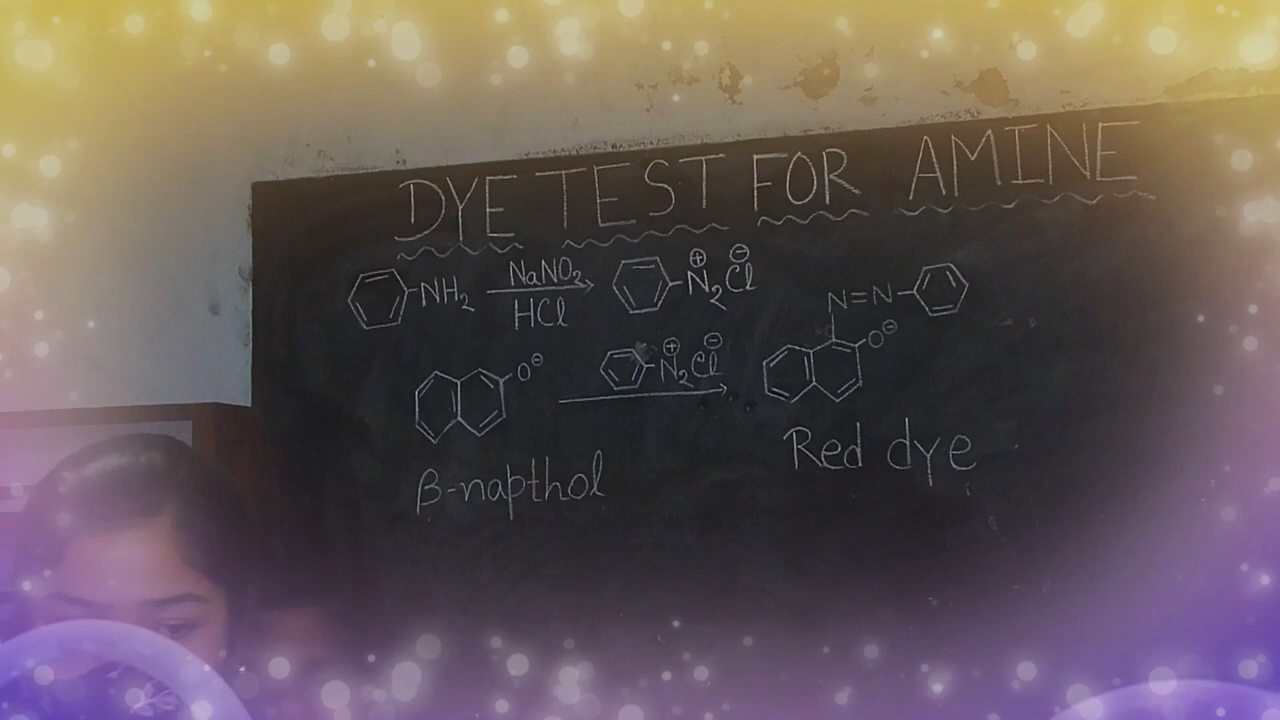 DYE TEST FOR AMINE
NH₂ NaNO₂ HCl N₂⊕ Cl⊖
N=N
O⊖ N₂⊕ Cl⊖ O⊖
β-napthol Red dye